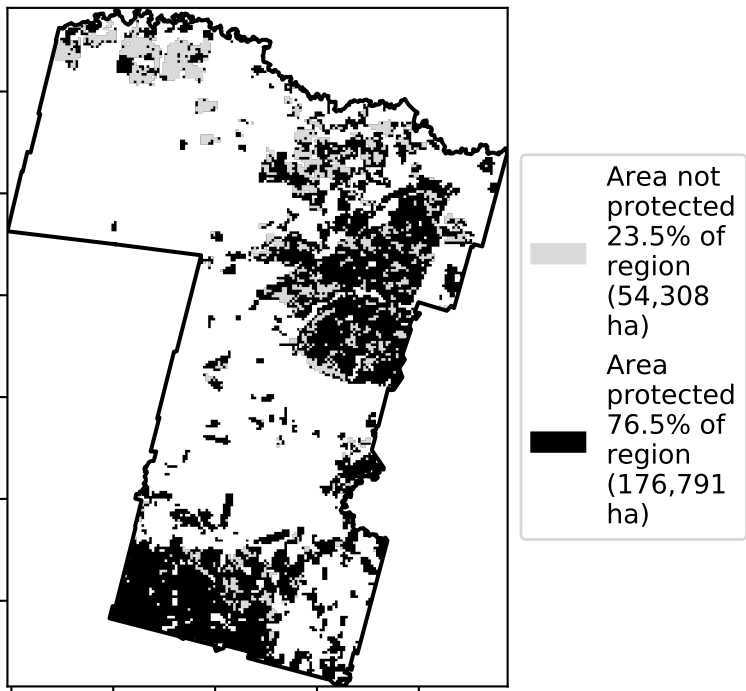 Area not
protected
23.5% of
region
(54,308
ha)
Area
protected
76.5% of
region
(176,791
ha)